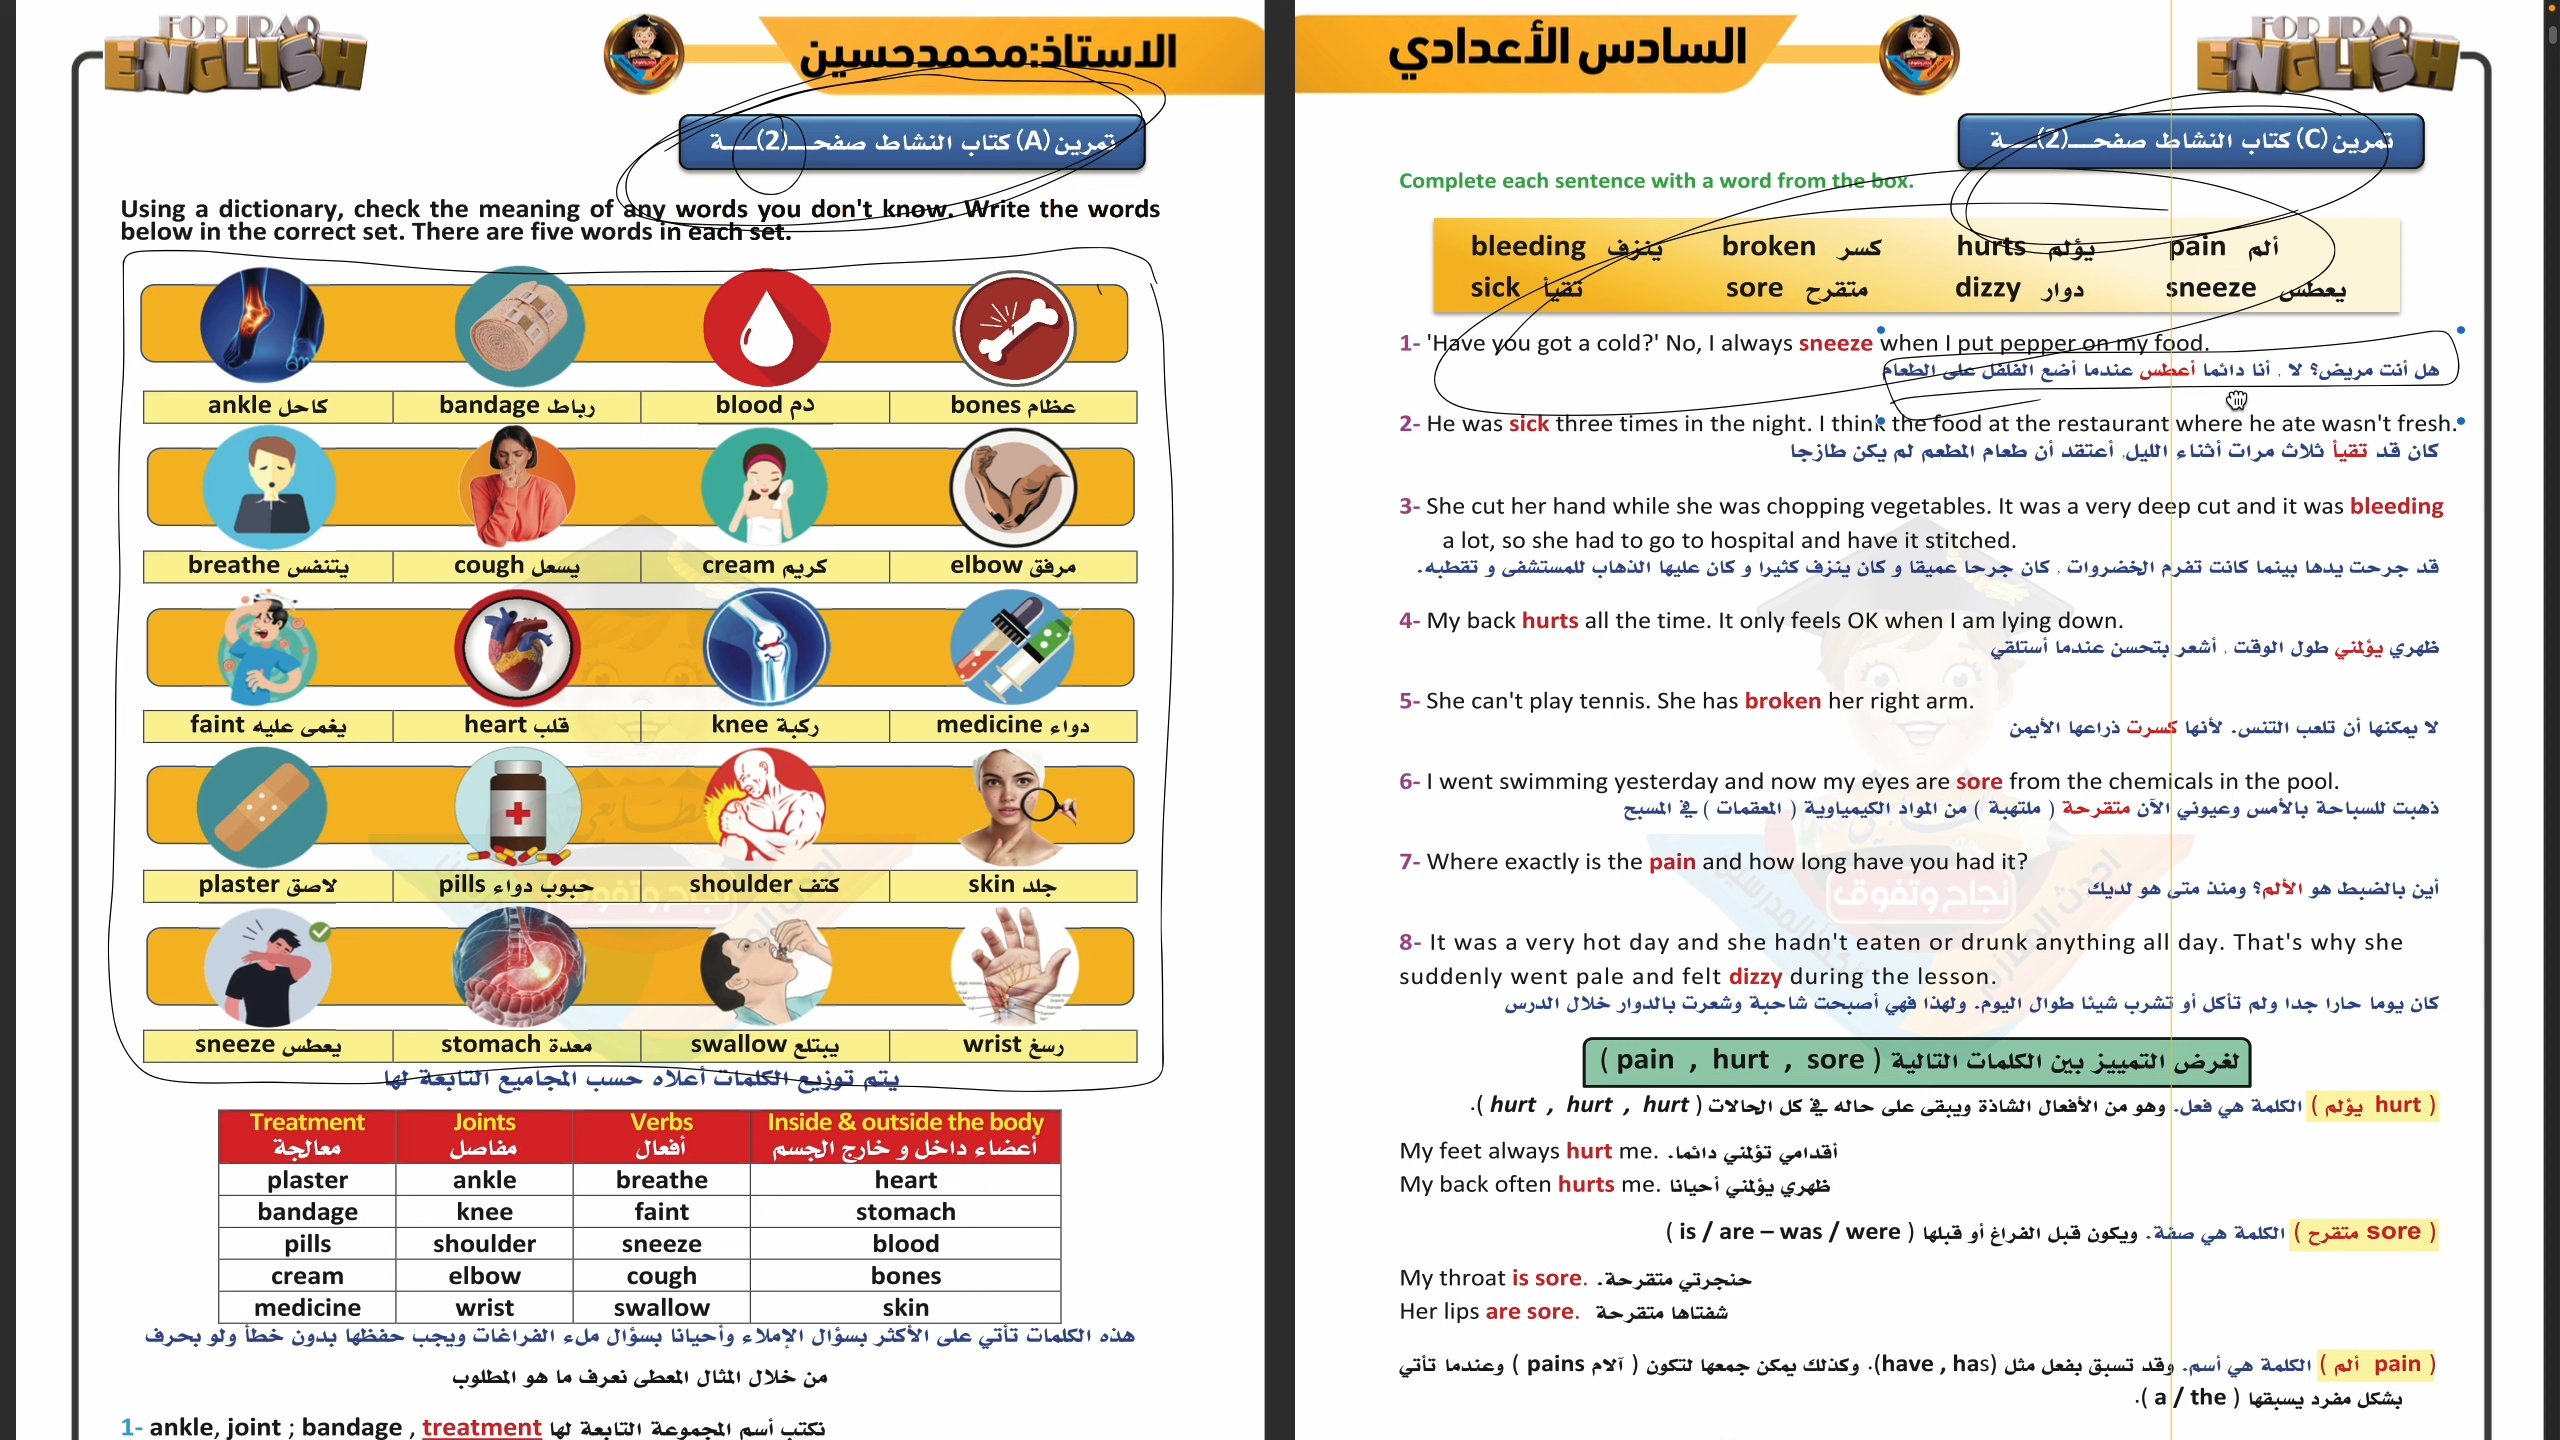 FOR IRAQ
ENGLISH
الاستاذ:محمدحسين
تمرين (A) كتاب النشاط صفحـــ(2)ــــة
Using a dictionary, check the meaning of any words you don't know. Write the words
below in the correct set. There are five words in each set.
ankle كاحل
bandage رباط
blood دم
bones عظام
breathe يتنفس
cough يسعل
cream كريم
elbow مرفق
faint يغمى عليه
heart قلب
knee ركبة
medicine دواء
plaster لاصق
pills حبوب دواء
shoulder كتف
skin جلد
sneeze يعطس
stomach معدة
swallow يبتلع
wrist رسغ
يتم توزيع الكلمات أعلاه حسب المجاميع التابعة لها
Treatment Joints Verbs Inside & outside the body
معالجة مفاصل أفعال أعضاء داخل و خارج الجسم
plaster ankle breathe heart
bandage knee faint stomach
pills shoulder sneeze blood
cream elbow cough bones
medicine wrist swallow skin
هذه الكلمات تأتي على الأكثر بسؤال الإملاء وأحيانا بسؤال ملء الفراغات ويجب حفظها بدون خطأ ولو بحرف
من خلال المثال المعطى نعرف ما هو المطلوب
1- ankle, joint ; bandage , treatment نكتب أسم المجموعة التابعة لها
السادس الأعدادي
FOR IRAQ
ENGLISH
تمرين (C) كتاب النشاط صفحـــ(2)ــــة
Complete each sentence with a word from the box.
bleeding ينزف broken كسر hurts يؤلم pain ألم
sick تقيأ sore متقرح dizzy دوار sneeze يعطس
1- 'Have you got a cold?' No, I always sneeze when I put pepper on my food.
هل أنت مريض؟ لا , أنا دائما أعطس عندما أضع الفلفل على الطعام
2- He was sick three times in the night. I think the food at the restaurant where he ate wasn't fresh.
كان قد تقيأ ثلاث مرات أثناء الليل, أعتقد أن طعام المطعم لم يكن طازجا
3- She cut her hand while she was chopping vegetables. It was a very deep cut and it was bleeding
a lot, so she had to go to hospital and have it stitched.
قد جرحت يدها بينما كانت تفرم الخضروات , كان جرحا عميقا و كان ينزف كثيرا و كان عليها الذهاب للمستشفى و تقطبه.
4- My back hurts all the time. It only feels OK when I am lying down.
ظهري يؤلمني طول الوقت , أشعر بتحسن عندما أستلقي
5- She can't play tennis. She has broken her right arm.
لا يمكنها أن تلعب التنس. لأنها كسرت ذراعها الأيمن
6- I went swimming yesterday and now my eyes are sore from the chemicals in the pool.
ذهبت للسباحة بالأمس وعيوني الآن متقرحة ( ملتهبة ) من المواد الكيمياوية ( المعقمات ) في المسبح
7- Where exactly is the pain and how long have you had it?
أين بالضبط هو الألم؟ ومنذ متى هو لديك
8- It was a very hot day and she hadn't eaten or drunk anything all day. That's why she
suddenly went pale and felt dizzy during the lesson.
كان يوما حارا جدا ولم تأكل أو تشرب شيئا طوال اليوم. ولهذا فهي أصبحت شاحبة وشعرت بالدوار خلال الدرس
لغرض التمييز بين الكلمات التالية ( pain , hurt , sore )
( hurt يؤلم ) الكلمة هي فعل. وهو من الأفعال الشاذة ويبقى على حاله في كل الحالات ( hurt , hurt , hurt ).
My feet always hurt me. أقدامي تؤلمني دائما.
My back often hurts me. ظهري يؤلمني أحيانا
( sore متقرح ) الكلمة هي صفة. ويكون قبل الفراغ أو قبلها ( is / are – was / were )
My throat is sore. حنجرتي متقرحة.
Her lips are sore. شفتاها متقرحة
( pain ألم ) الكلمة هي أسم. وقد تسبق بفعل مثل (have , has). وكذلك يمكن جمعها لتكون ( آلام pains ) وعندما تأتي
بشكل مفرد يسبقها ( a / the ).